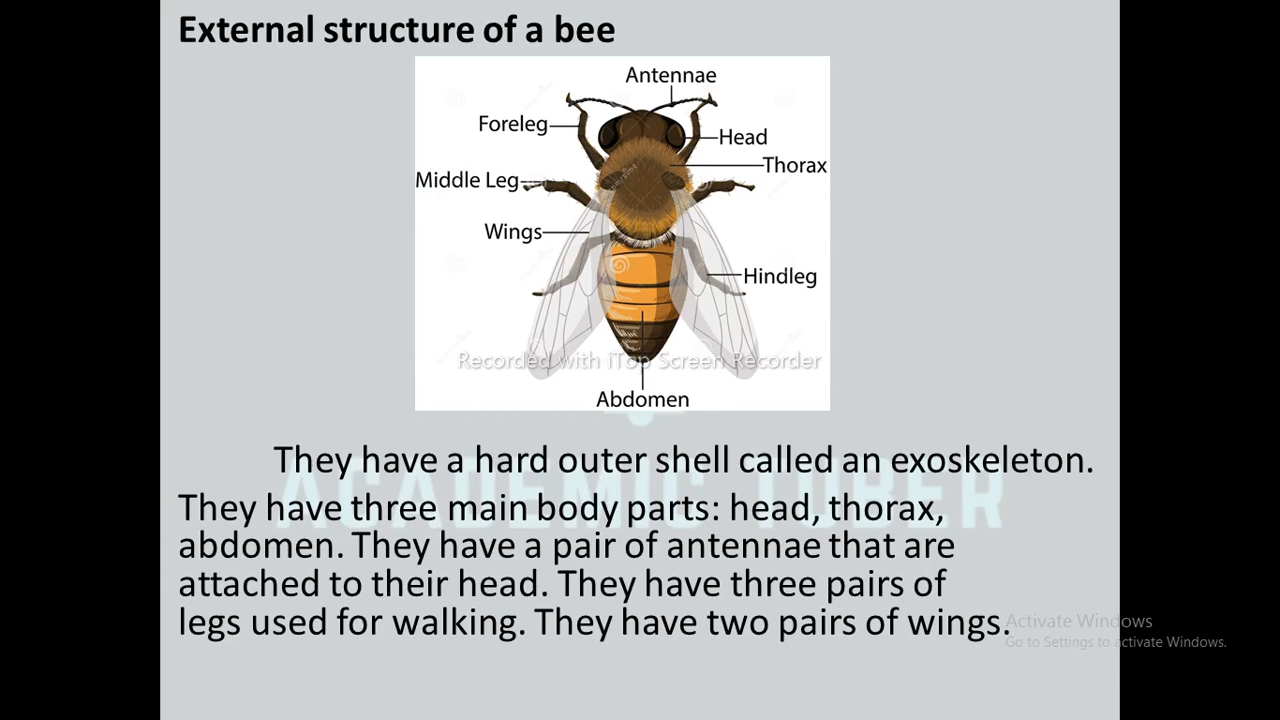 External structure of a bee
Antennae
Foreleg
Head
Thorax
Middle Leg
Wings
Hindleg
Recorded with iTop Screen Recorder
Abdomen
They have a hard outer shell called an exoskeleton.
ACADEMIC TUBER
They have three main body parts: head, thorax,
abdomen. They have a pair of antennae that are
attached to their head. They have three pairs of
legs used for walking. They have two pairs of wings.
Activate Windows
Go to Settings to activate Windows.